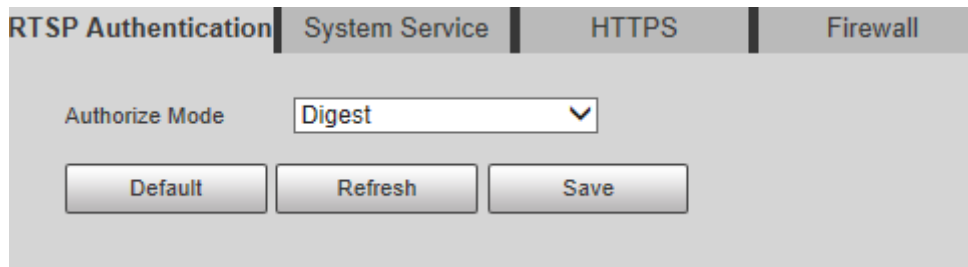 RTSP Authentication System Service HTTPS Firewall
Authorize Mode Digest
Default Refresh Save